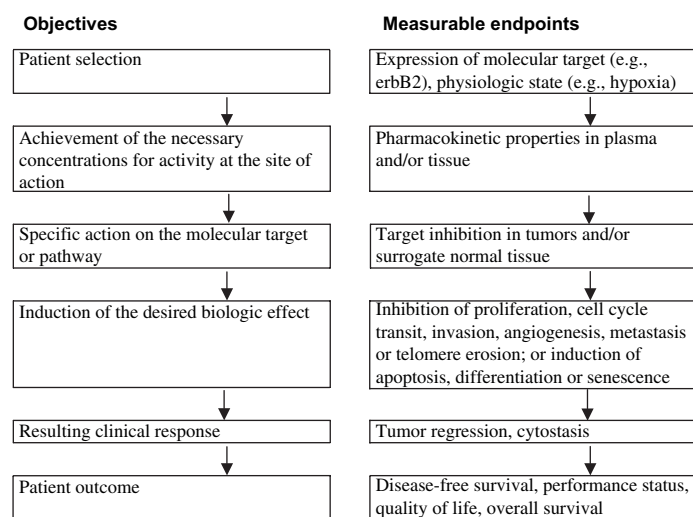 Objectives
Measurable endpoints
Patient selection
Expression of molecular target (e.g.,
erbB2), physiologic state (e.g., hypoxia)
Achievement of the necessary
concentrations for activity at the site of
action
Pharmacokinetic properties in plasma
and/or tissue
Specific action on the molecular target
or pathway
Target inhibition in tumors and/or
surrogate normal tissue
Induction of the desired biologic effect
Inhibition of proliferation, cell cycle
transit, invasion, angiogenesis, metastasis
or telomere erosion; or induction of
apoptosis, differentiation or senescence
Resulting clinical response
Tumor regression, cytostasis
Patient outcome
Disease-free survival, performance status,
quality of life, overall survival